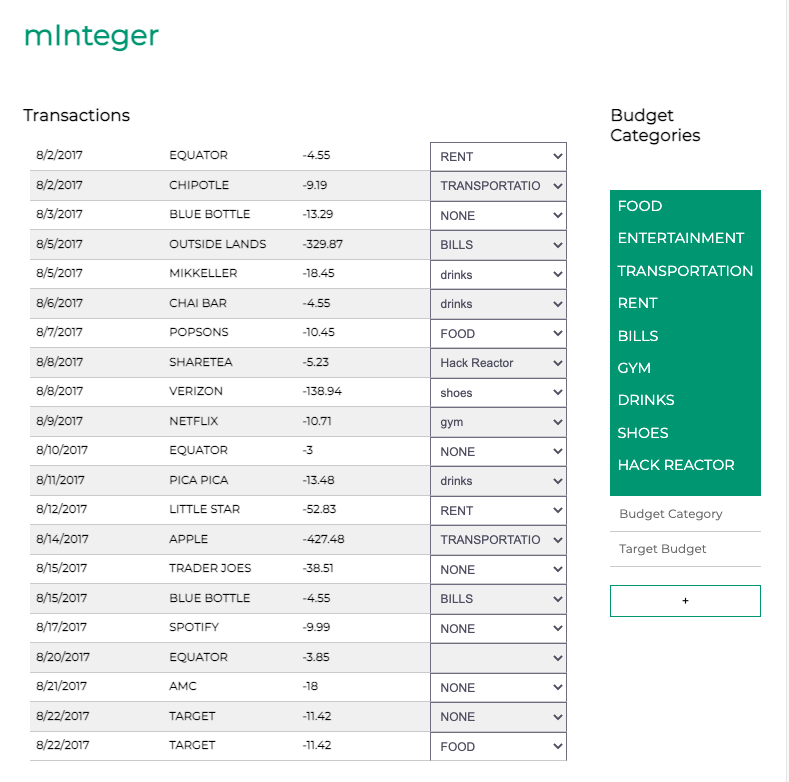 mInteger
Transactions
8/2/2017 EQUATOR -4.55 RENT
8/2/2017 CHIPOTLE -9.19 TRANSPORTATIO
8/3/2017 BLUE BOTTLE -13.29 NONE
8/5/2017 OUTSIDE LANDS -329.87 BILLS
8/5/2017 MIKKELLER -18.45 drinks
8/6/2017 CHAI BAR -4.55 drinks
8/7/2017 POPSONS -10.45 FOOD
8/8/2017 SHARETEA -5.23 Hack Reactor
8/8/2017 VERIZON -138.94 shoes
8/9/2017 NETFLIX -10.71 gym
8/10/2017 EQUATOR -3 NONE
8/11/2017 PICA PICA -13.48 drinks
8/12/2017 LITTLE STAR -52.83 RENT
8/14/2017 APPLE -427.48 TRANSPORTATIO
8/15/2017 TRADER JOES -38.51 NONE
8/15/2017 BLUE BOTTLE -4.55 BILLS
8/17/2017 SPOTIFY -9.99 NONE
8/20/2017 EQUATOR -3.85
8/21/2017 AMC -18 NONE
8/22/2017 TARGET -11.42 NONE
8/22/2017 TARGET -11.42 FOOD
Budget
Categories
FOOD
ENTERTAINMENT
TRANSPORTATION
RENT
BILLS
GYM
DRINKS
SHOES
HACK REACTOR
Budget Category
Target Budget
+